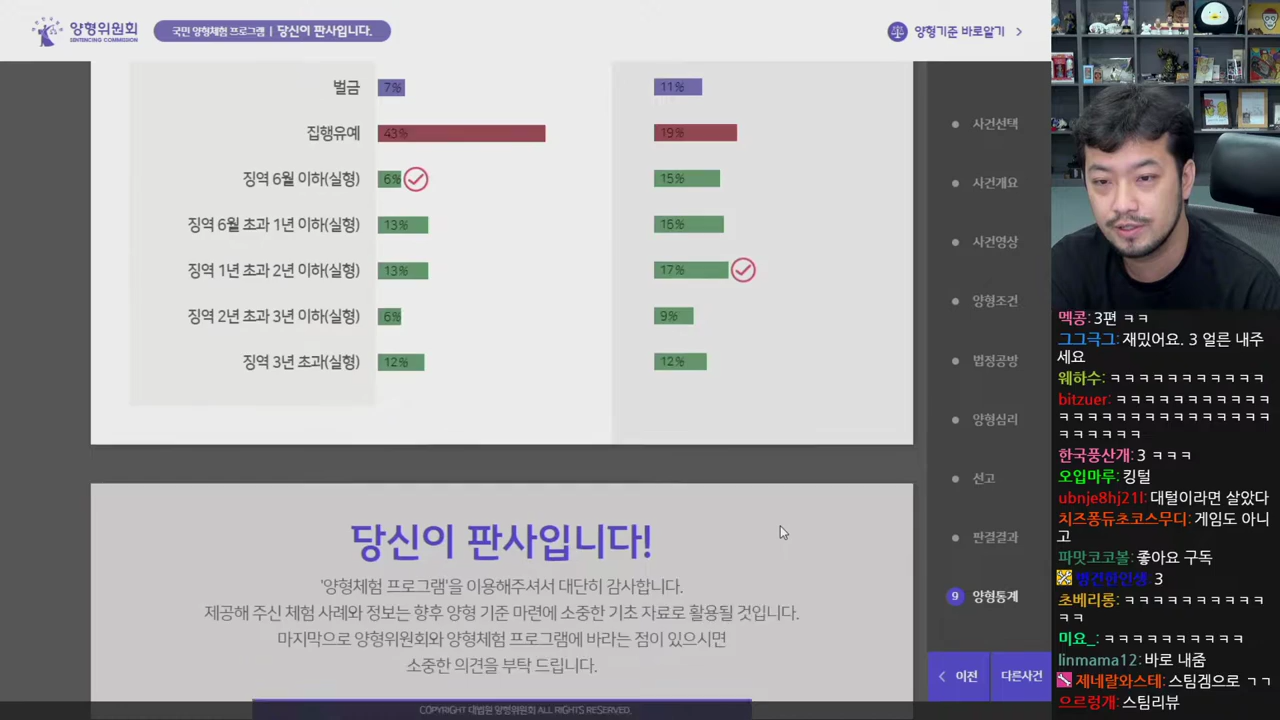 양형위원회
SENTENCING COMMISSION
국민 양형체험 프로그램 | 당신이 판사입니다.
양형기준 바로알기
벌금 7% 11%
집행유예 43% 19%
징역 6월 이하(실형) 6% 15%
징역 6월 초과 1년 이하(실형) 13% 16%
징역 1년 초과 2년 이하(실형) 13% 17%
징역 2년 초과 3년 이하(실형) 6% 9%
징역 3년 초과(실형) 12% 12%
당신이 판사입니다!
'양형체험 프로그램'을 이용해주셔서 대단히 감사합니다.
제공해 주신 체험 사례와 정보는 향후 양형 기준 마련에 소중한 기초 자료로 활용될 것입니다.
마지막으로 양형위원회와 양형체험 프로그램에 바라는 점이 있으시면
소중한 의견을 부탁 드립니다.
COPYRIGHT 대법원 양형위원회 ALL RIGHTS RESERVED.
사건선택
사건개요
사건영상
양형조건
법정공방
양형심리
선고
판결결과
9 양형통계
이전 다른사건
멕콩: 3편 ㅋㅋ
그그극그: 재밌어요. 3 얼른 내주
세요
웨하수: ㅋㅋㅋㅋㅋㅋㅋㅋㅋㅋㅋ
bitzuer: ㅋㅋㅋㅋㅋㅋㅋㅋㅋㅋㅋ
ㅋㅋㅋㅋㅋㅋㅋㅋㅋㅋㅋㅋㅋㅋㅋ
ㅋㅋㅋㅋㅋㅋ
한국풍산개: 3 ㅋㅋㅋ
오입마루: 킹털
ubnje8hj21l: 대털이라면 살았다
치즈퐁듀초코스무디: 게임도 아니
고
파맛코코볼: 좋아요 구독
명건한인생: 3
초베리롱: ㅋㅋㅋㅋㅋㅋㅋㅋㅋㅋ
ㅋㅋ
미요_: ㅋㅋㅋㅋㅋㅋㅋㅋㅋㅋ
linmama12: 바로 내줌
제네랄와스테: 스팀겜으로 ㄱㄱ
으르렁개: 스팀리뷰